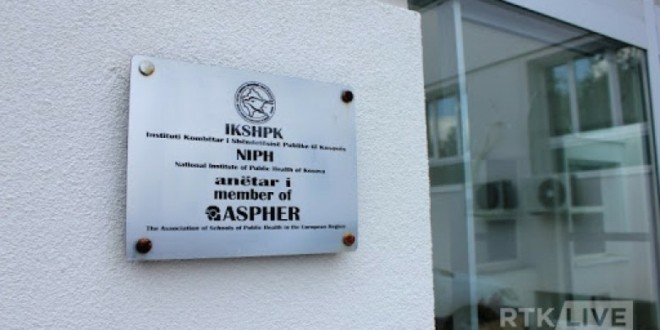 IKSHPK
Instituti Kombëtar i Shëndetësisë Publike të Kosovës
NIPH
National Institute of Public Health of Kosova
anëtar i
member of
ASPHER
The Association of Schools of Public Health in the European Region
RTK LIVE